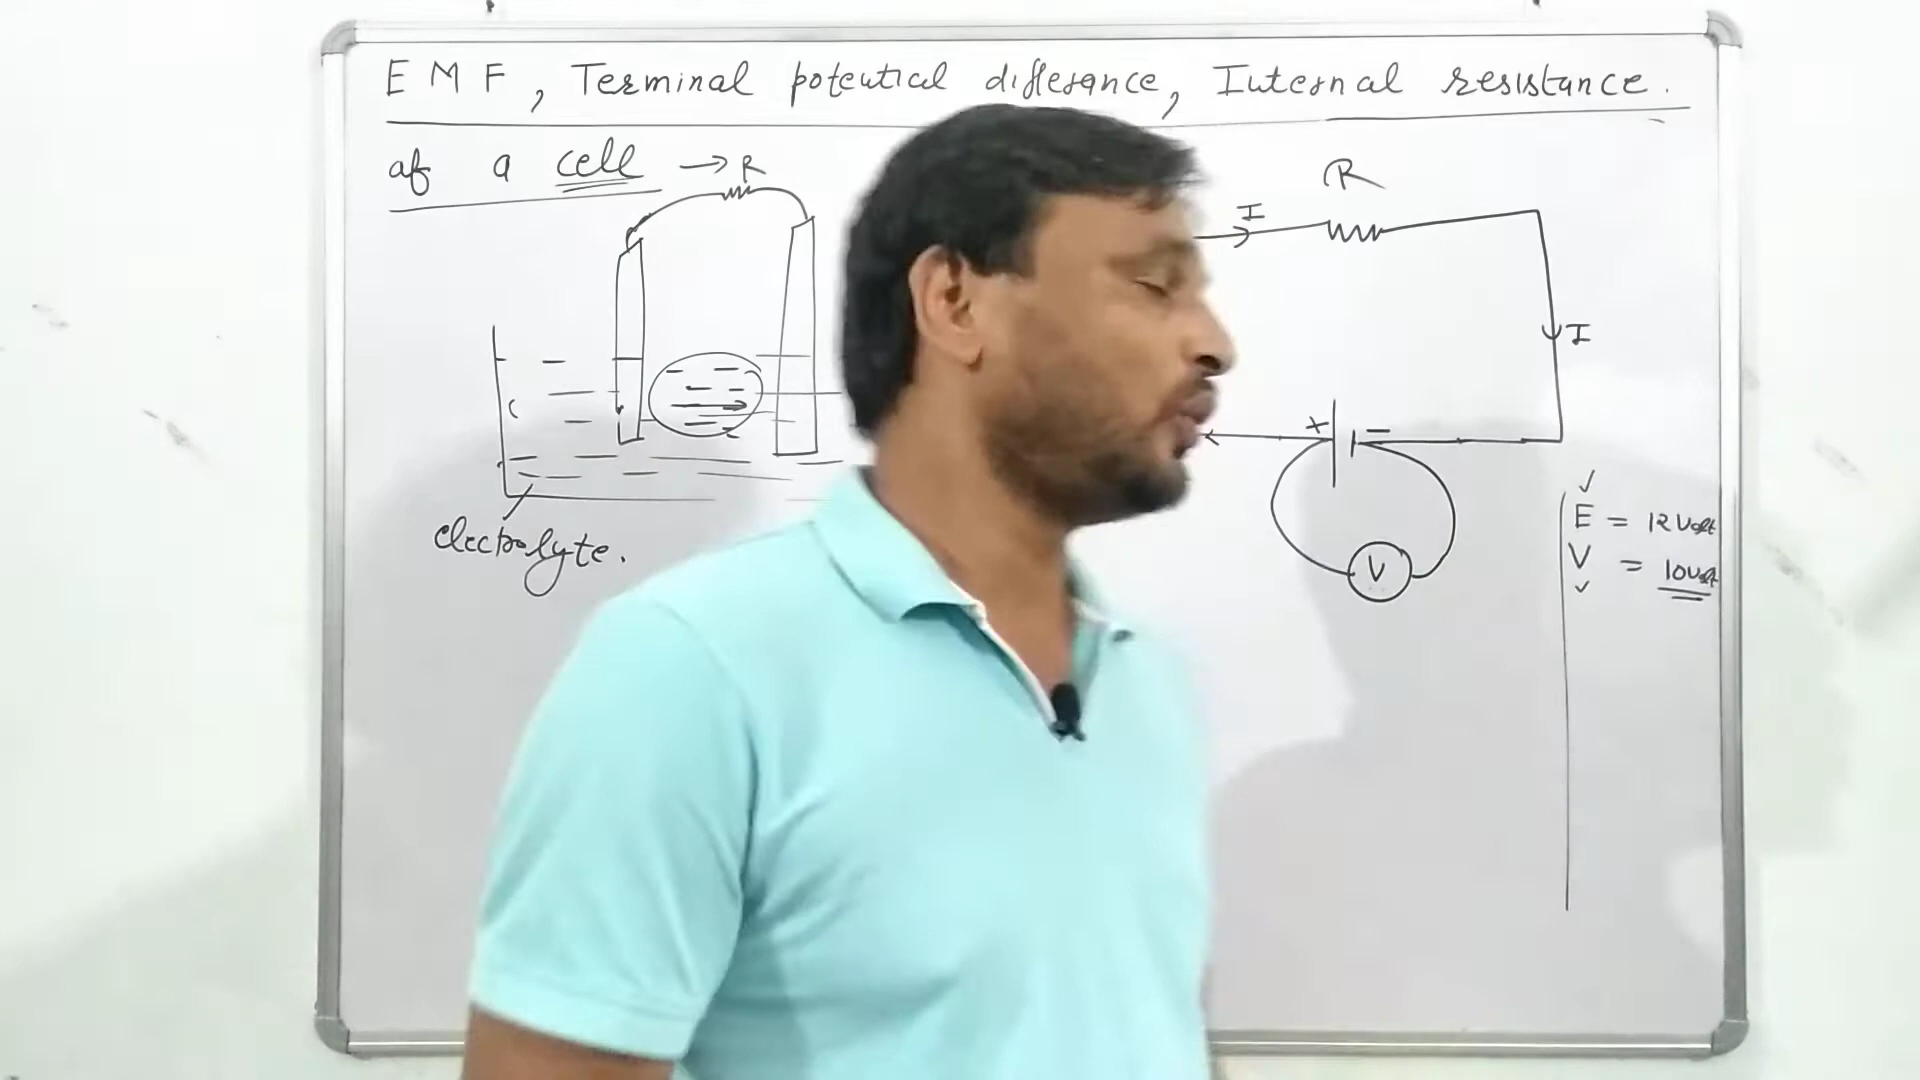 EMF, Terminal potential difference, Internal resistance.
of a cell → R
R
I
I
+ -
V
electrolyte.
E = 12 Volt
V = 10 Volt